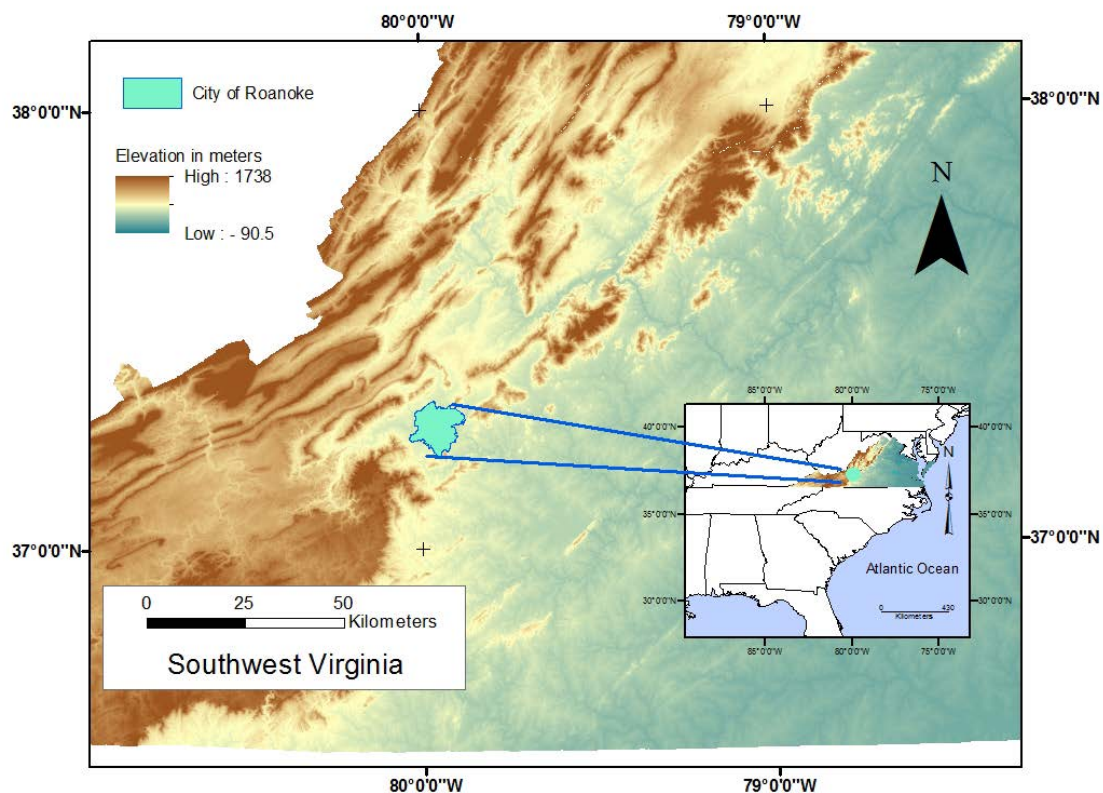 80°0'0"W 79°0'0"W
City of Roanoke
38°0'0"N 38°0'0"N
Elevation in meters
High : 1738
Low : - 90.5
N
85°0'0"W 80°0'0"W 75°0'0"W
40°0'0"N 40°0'0"N
N
35°0'0"N 35°0'0"N
37°0'0"N 37°0'0"N
Atlantic Ocean
30°0'0"N 30°0'0"N
0 430
Kilometers
85°0'0"W 80°0'0"W 75°0'0"W
0 25 50
Kilometers
Southwest Virginia
80°0'0"W 79°0'0"W